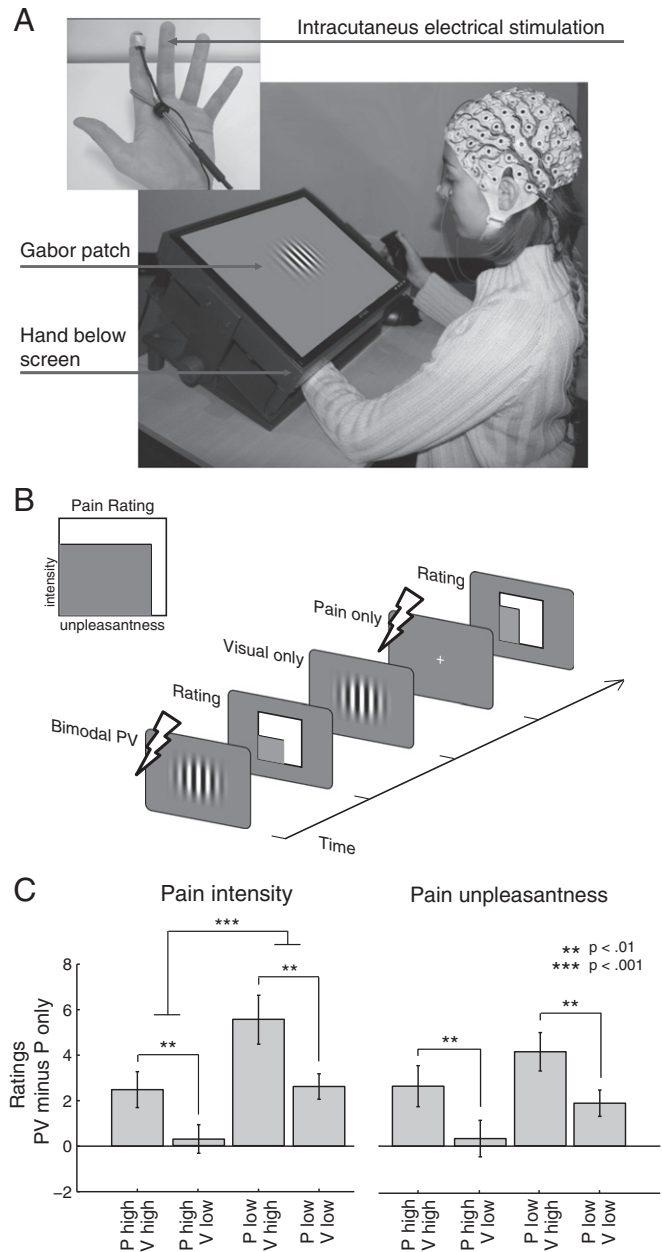 A
Intracutaneus electrical stimulation
Gabor patch
Hand below
screen
B
Pain Rating
intensity
unpleasantness
Bimodal PV
Rating
Visual only
Pain only
Rating
Time
C
Pain intensity
Pain unpleasantness
Ratings
PV minus P only
8
6
4
2
0
−2
***
**
**
** p < .01
*** p < .001
**
**
P high
V high
P high
V low
P low
V high
P low
V low
P high
V high
P high
V low
P low
V high
P low
V low